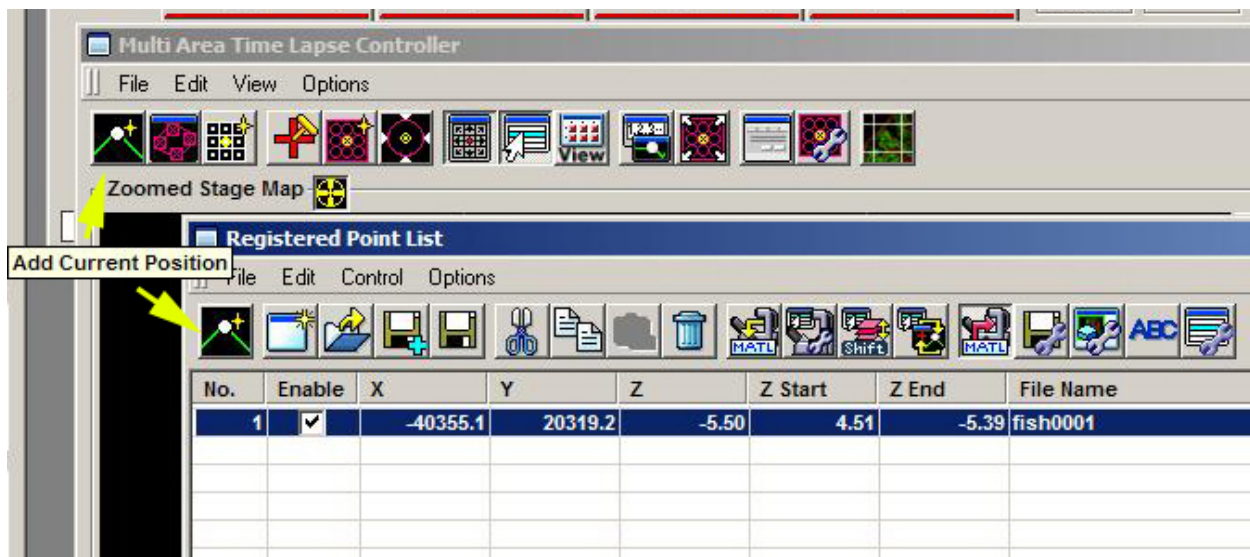 Multi Area Time Lapse Controller
File Edit View Options
View
Zoomed Stage Map
Registered Point List
Add Current Position
File Edit Control Options
MATL Shift MATL ABC
No. Enable X Y Z Z Start Z End File Name
1 -40355.1 20319.2 -5.50 4.51 -5.39 fish0001